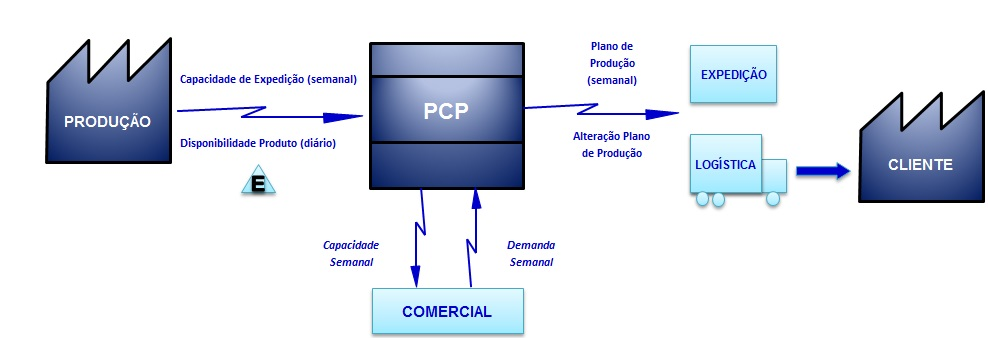 PRODUÇÃO
Capacidade de Expedição (semanal)
Disponibilidade Produto (diário)
E
PCP
Plano de
Produção
(semanal)
Alteração Plano
de Produção
EXPEDIÇÃO
LOGÍSTICA
CLIENTE
Capacidade
Semanal
Demanda
Semanal
COMERCIAL